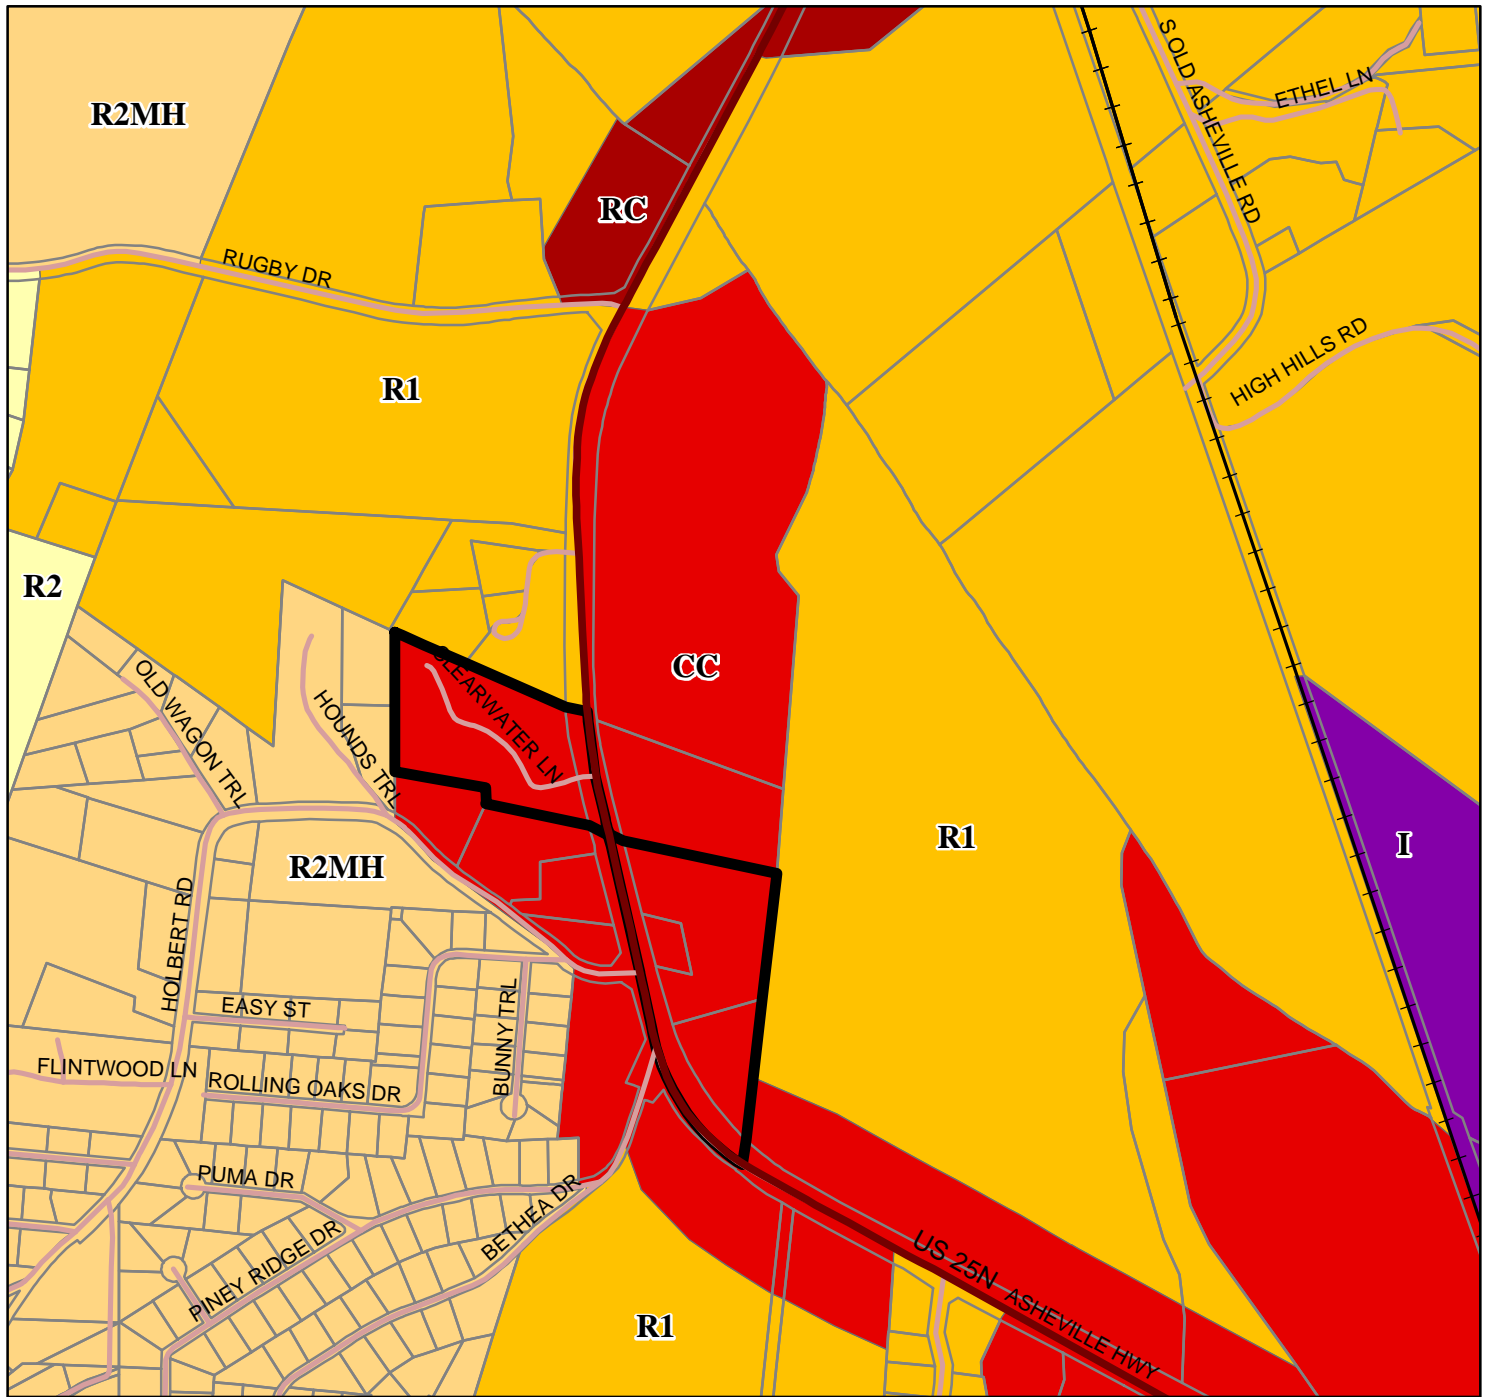 S OLD ASHEVILLE RD
ETHEL LN
R2MH
RC
RUGBY DR
HIGH HILLS RD
R1
R2
CLEARWATER LN
CC
OLD WAGON TRL
HOUNDS TRL
R1
I
R2MH
HOLBERT RD
EASY ST
BUNNY TRL
FLINTWOOD LN
ROLLING OAKS DR
PUMA DR
BETHEA DR
PINEY RIDGE DR
US 25N
ASHEVILLE HWY
R1